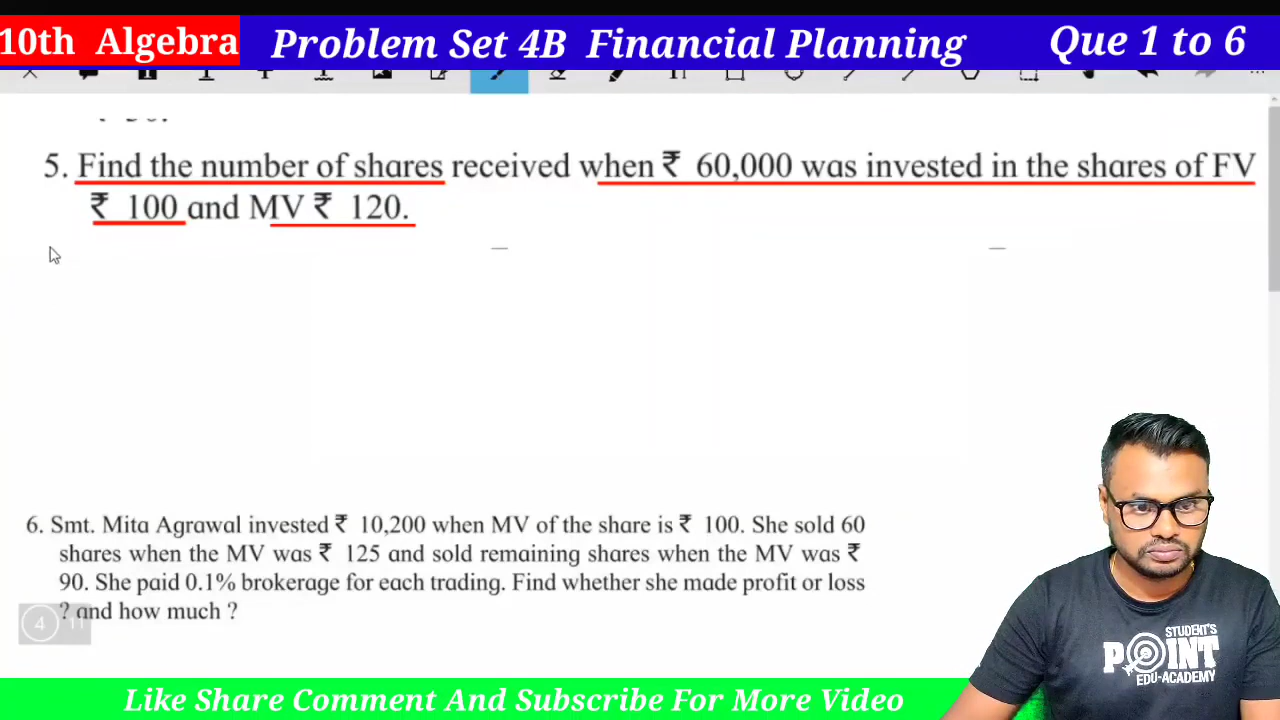 10th Algebra
Problem Set 4B Financial Planning
Que 1 to 6
5. Find the number of shares received when ₹ 60,000 was invested in the shares of FV
₹ 100 and MV ₹ 120.
6. Smt. Mita Agrawal invested ₹ 10,200 when MV of the share is ₹ 100. She sold 60
shares when the MV was ₹ 125 and sold remaining shares when the MV was ₹
90. She paid 0.1% brokerage for each trading. Find whether she made profit or loss
? and how much ?
4 11
STUDENT'S
POINT
EDU-ACADEMY
Like Share Comment And Subscribe For More Video